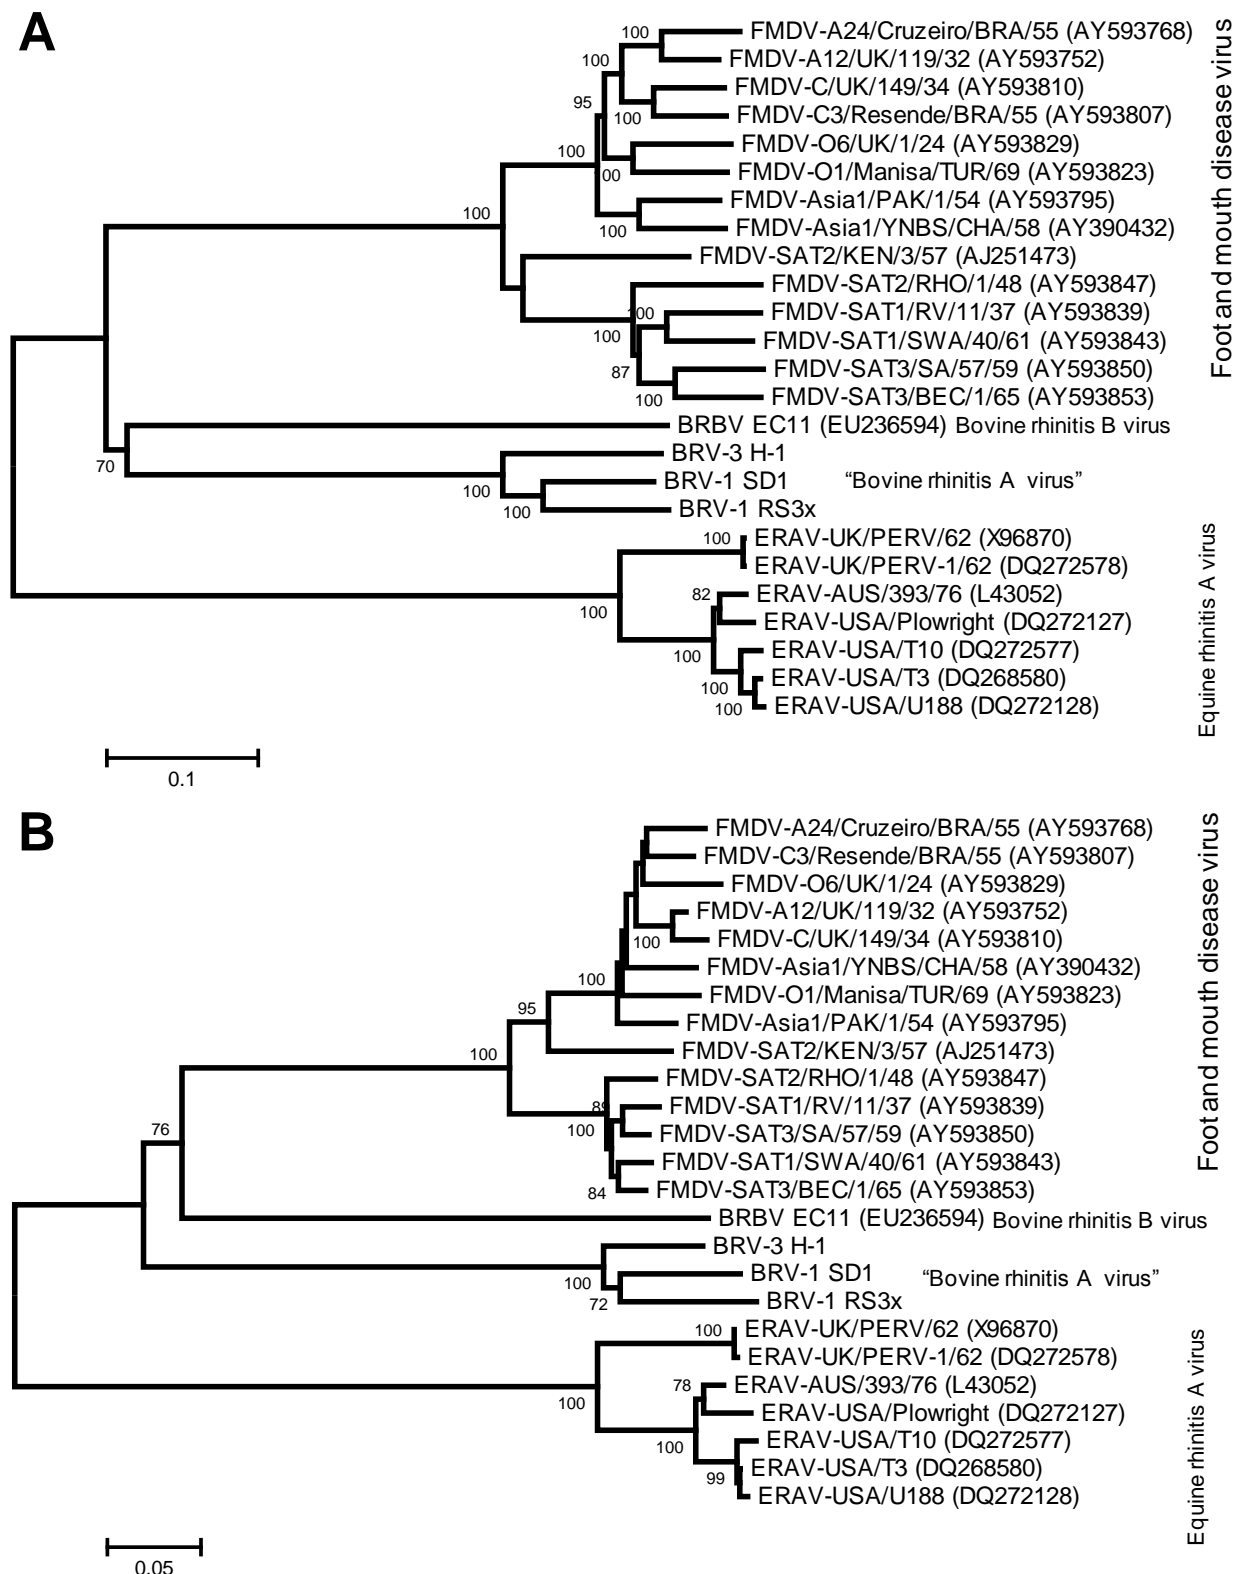 A
100
FMDV-A24/Cruzeiro/BRA/55 (AY593768)
FMDV-A12/UK/119/32 (AY593752)
100
FMDV-C/UK/149/34 (AY593810)
95
100
FMDV-C3/Resende/BRA/55 (AY593807)
FMDV-O6/UK/1/24 (AY593829)
100
00
FMDV-O1/Manisa/TUR/69 (AY593823)
FMDV-Asia1/PAK/1/54 (AY593795)
100
100
FMDV-Asia1/YNBS/CHA/58 (AY390432)
FMDV-SAT2/KEN/3/57 (AJ251473)
FMDV-SAT2/RHO/1/48 (AY593847)
100
FMDV-SAT1/RV/11/37 (AY593839)
100
FMDV-SAT1/SWA/40/61 (AY593843)
87
FMDV-SAT3/SA/57/59 (AY593850)
100
FMDV-SAT3/BEC/1/65 (AY593853)
Foot and mouth disease virus
BRBV EC11 (EU236594) Bovine rhinitis B virus
70
BRV-3 H-1
100
BRV-1 SD1 “Bovine rhinitis A virus”
100
BRV-1 RS3x
100
ERAV-UK/PERV/62 (X96870)
ERAV-UK/PERV-1/62 (DQ272578)
82
ERAV-AUS/393/76 (L43052)
100
ERAV-USA/Plowright (DQ272127)
100
ERAV-USA/T10 (DQ272577)
100
ERAV-USA/T3 (DQ268580)
100
ERAV-USA/U188 (DQ272128)
Equine rhinitis A virus
0.1
B
FMDV-A24/Cruzeiro/BRA/55 (AY593768)
FMDV-C3/Resende/BRA/55 (AY593807)
FMDV-O6/UK/1/24 (AY593829)
FMDV-A12/UK/119/32 (AY593752)
100
FMDV-C/UK/149/34 (AY593810)
FMDV-Asia1/YNBS/CHA/58 (AY390432)
100
FMDV-O1/Manisa/TUR/69 (AY593823)
95
FMDV-Asia1/PAK/1/54 (AY593795)
100
FMDV-SAT2/KEN/3/57 (AJ251473)
FMDV-SAT2/RHO/1/48 (AY593847)
FMDV-SAT1/RV/11/37 (AY593839)
100
FMDV-SAT3/SA/57/59 (AY593850)
76
FMDV-SAT1/SWA/40/61 (AY593843)
84
FMDV-SAT3/BEC/1/65 (AY593853)
Foot and mouth disease virus
BRBV EC11 (EU236594) Bovine rhinitis B virus
BRV-3 H-1
100
BRV-1 SD1 “Bovine rhinitis A virus”
72
BRV-1 RS3x
100
ERAV-UK/PERV/62 (X96870)
ERAV-UK/PERV-1/62 (DQ272578)
78
ERAV-AUS/393/76 (L43052)
100
ERAV-USA/Plowright (DQ272127)
100
ERAV-USA/T10 (DQ272577)
99
ERAV-USA/T3 (DQ268580)
ERAV-USA/U188 (DQ272128)
Equine rhinitis A virus
0.05